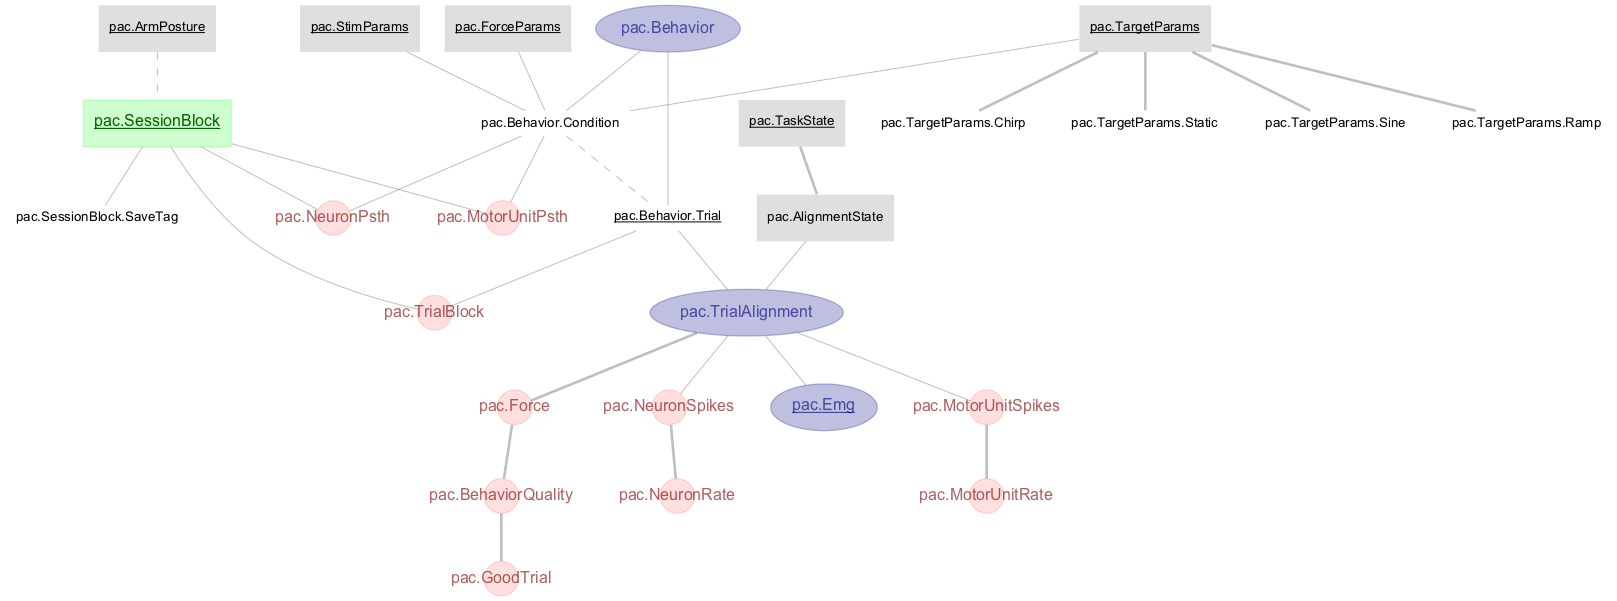 pac.ArmPosture
pac.StimParams
pac.ForceParams
pac.Behavior
pac.TargetParams
pac.SessionBlock
pac.Behavior.Condition
pac.TaskState
pac.TargetParams.Chirp
pac.TargetParams.Static
pac.TargetParams.Sine
pac.TargetParams.Ramp
pac.SessionBlock.SaveTag
pac.NeuronPsth
pac.MotorUnitPsth
pac.Behavior.Trial
pac.AlignmentState
pac.TrialBlock
pac.TrialAlignment
pac.Force
pac.NeuronSpikes
pac.Emg
pac.MotorUnitSpikes
pac.BehaviorQuality
pac.NeuronRate
pac.MotorUnitRate
pac.GoodTrial